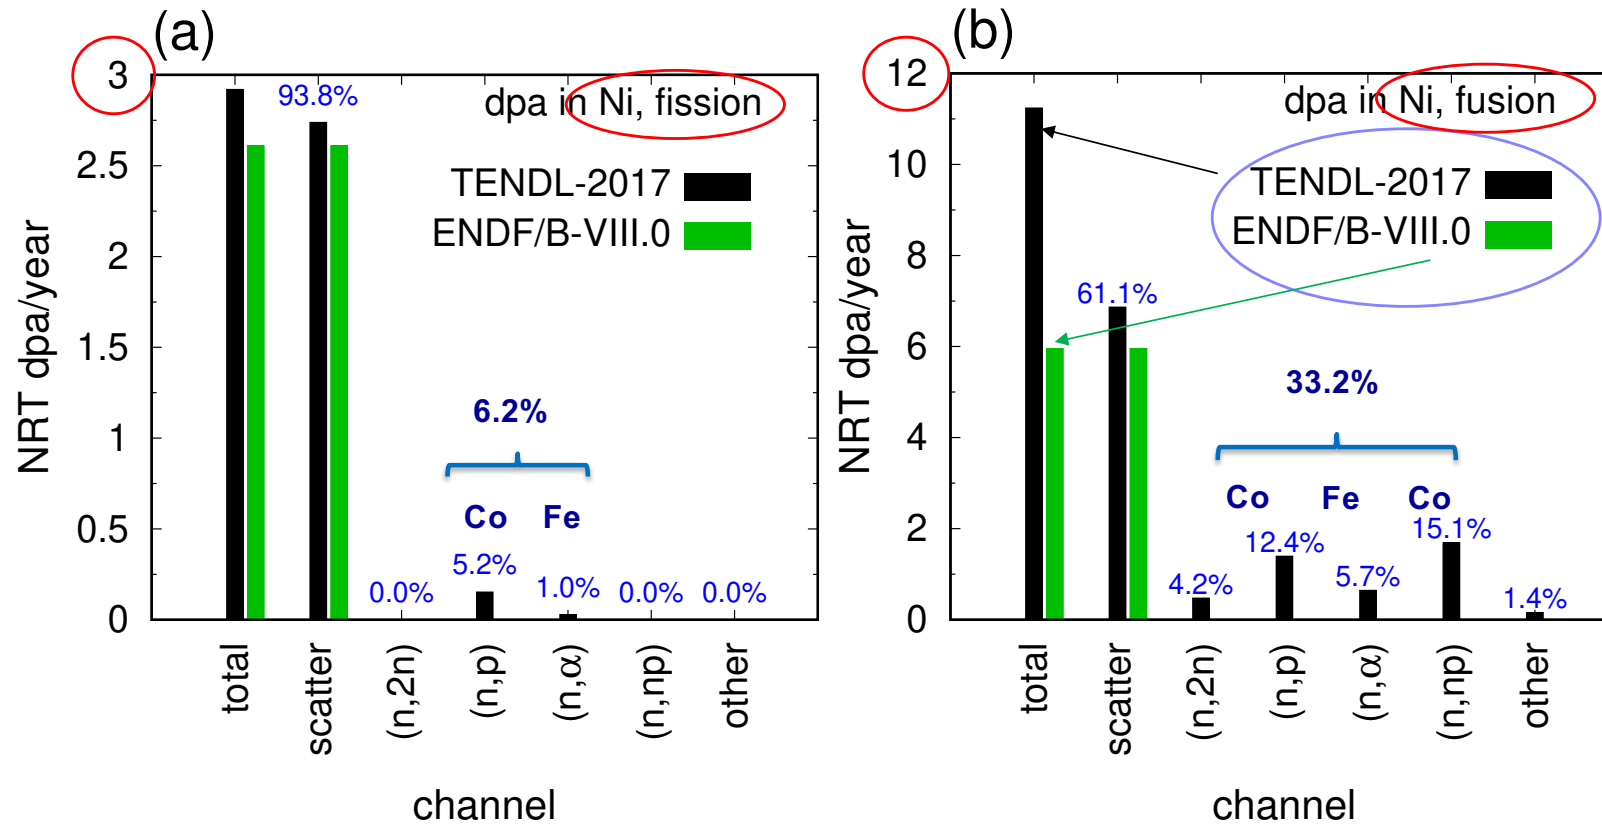 (a)
3
2.5
2
1.5
1
0.5
0
NRT dpa/year
dpa in Ni, fission
TENDL-2017
ENDF/B-VIII.0
93.8%
6.2%
Co Fe
0.0%
5.2%
1.0%
0.0%
0.0%
total
scatter
(n,2n)
(n,p)
(n,α)
(n,np)
other
channel
(b)
12
10
8
6
4
2
0
NRT dpa/year
dpa in Ni, fusion
TENDL-2017
ENDF/B-VIII.0
61.1%
33.2%
Co Fe Co
4.2%
12.4%
5.7%
15.1%
1.4%
total
scatter
(n,2n)
(n,p)
(n,α)
(n,np)
other
channel